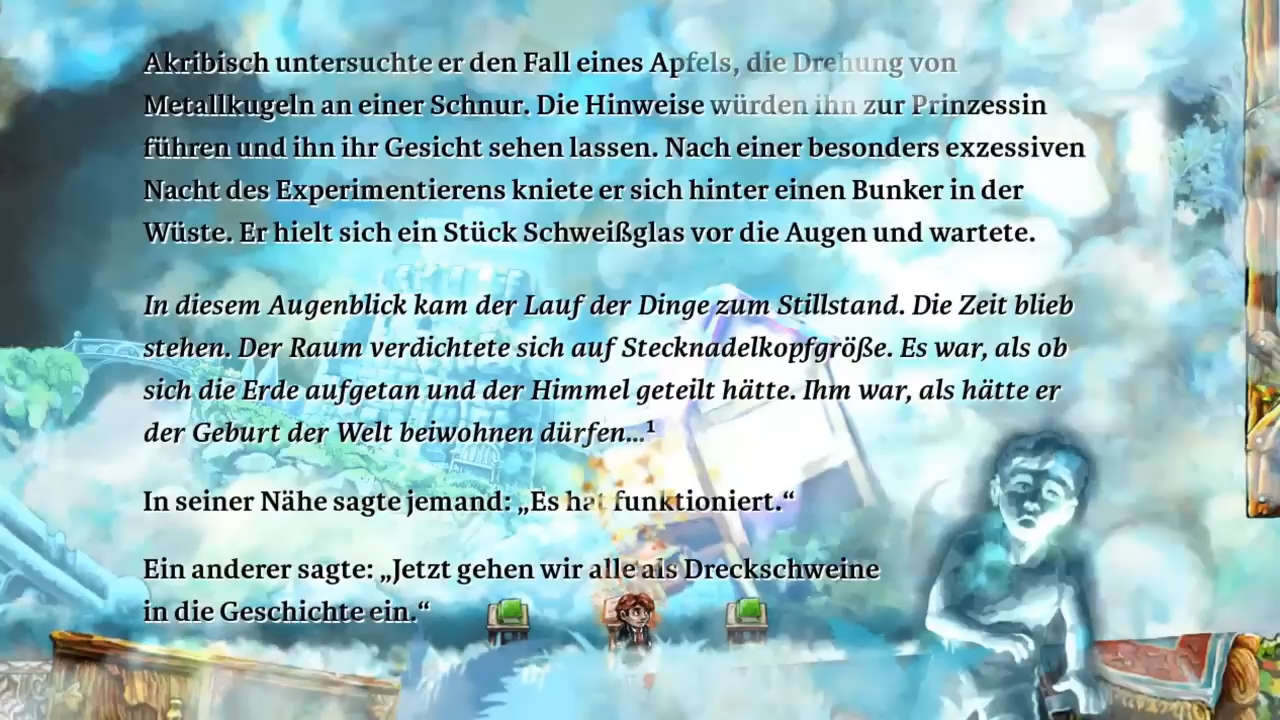 Akribisch untersuchte er den Fall eines Apfels, die Drehung von
Metallkugeln an einer Schnur. Die Hinweise würden ihn zur Prinzessin
führen und ihn ihr Gesicht sehen lassen. Nach einer besonders exzessiven
Nacht des Experimentierens kniete er sich hinter einen Bunker in der
Wüste. Er hielt sich ein Stück Schweißglas vor die Augen und wartete.
In diesem Augenblick kam der Lauf der Dinge zum Stillstand. Die Zeit blieb
stehen. Der Raum verdichtete sich auf Stecknadelkopfgröße. Es war, als ob
sich die Erde aufgetan und der Himmel geteilt hätte. Ihm war, als hätte er
der Geburt der Welt beiwohnen dürfen...¹
In seiner Nähe sagte jemand: „Es hat funktioniert.“
Ein anderer sagte: „Jetzt gehen wir alle als Dreckschweine
in die Geschichte ein.“